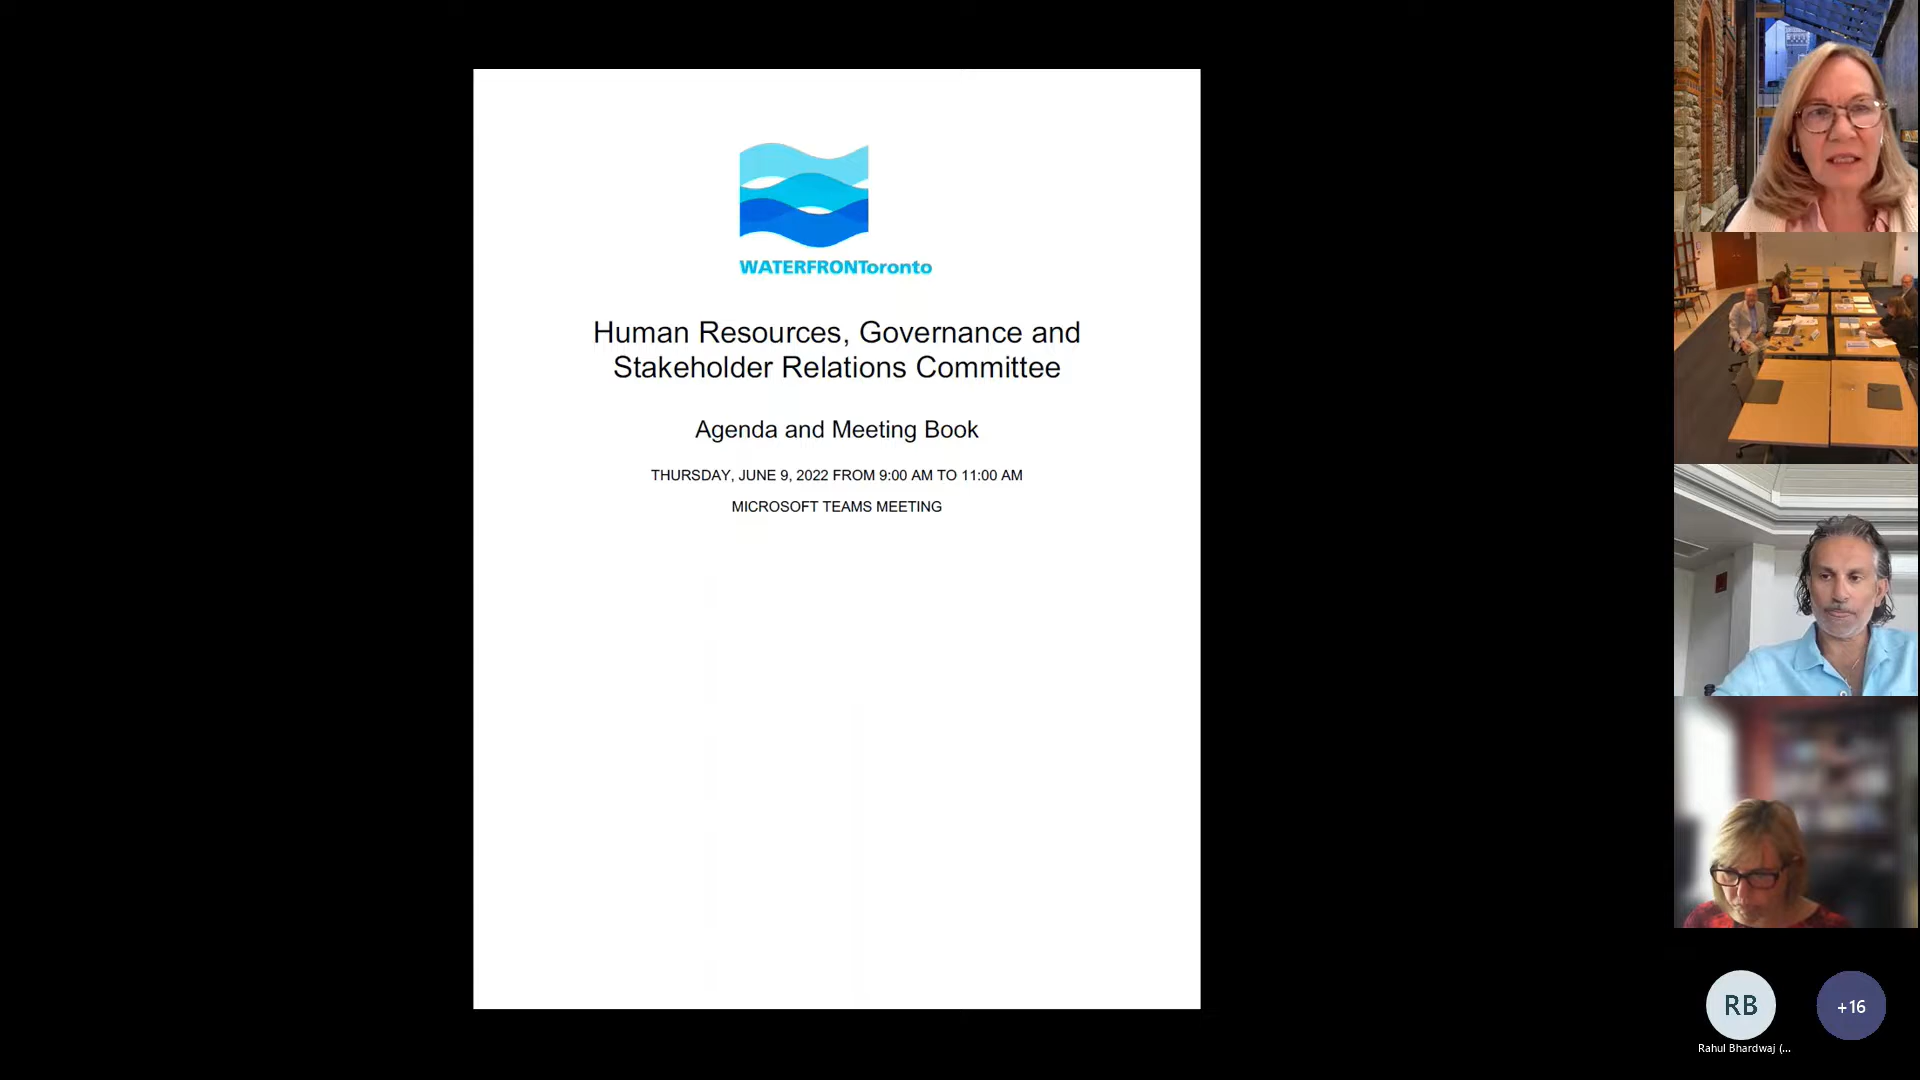 WATERFRONToronto
Human Resources, Governance and
Stakeholder Relations Committee
Agenda and Meeting Book
THURSDAY, JUNE 9, 2022 FROM 9:00 AM TO 11:00 AM
MICROSOFT TEAMS MEETING
RB
+16
Rahul Bhardwaj (...